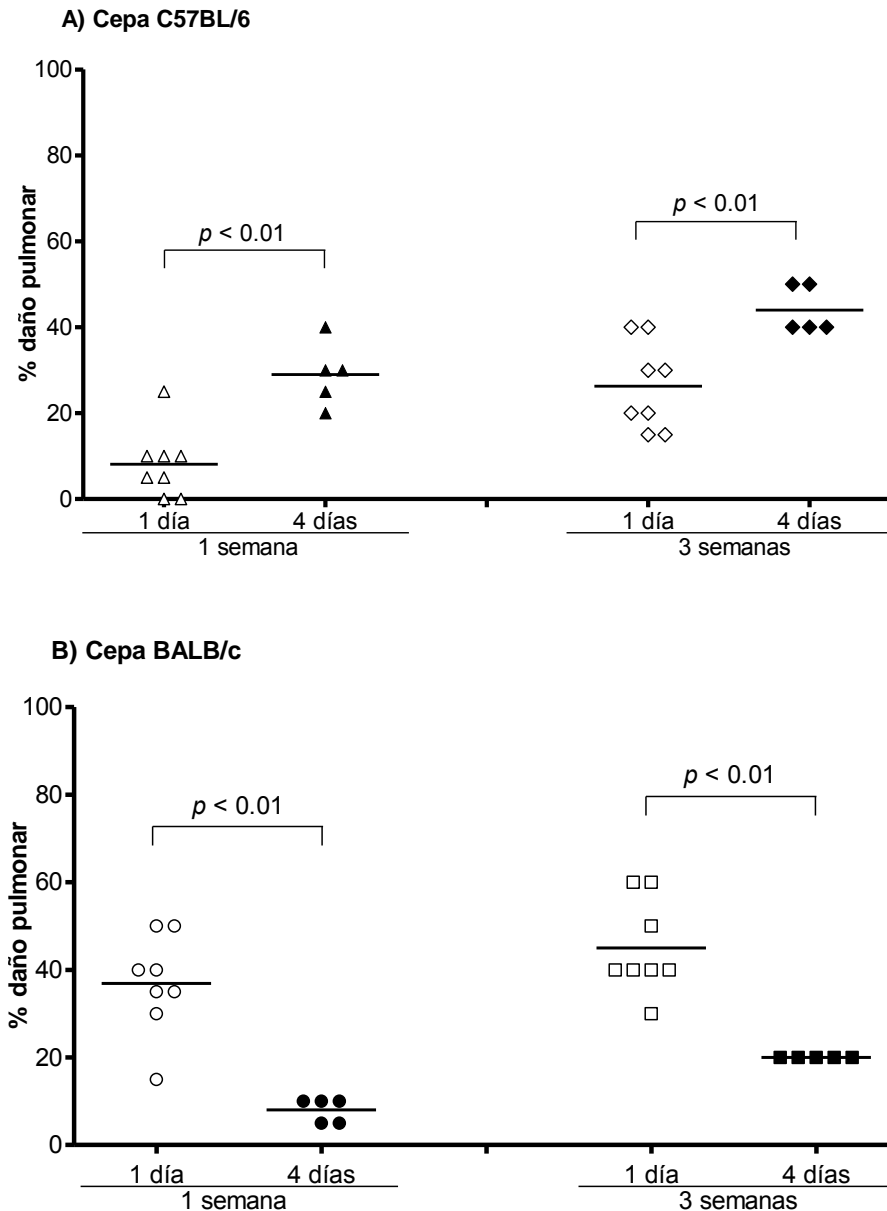 A) Cepa C57BL/6
100
80
60
40
20
0
% daño pulmonar
p < 0.01
p < 0.01
1 día
4 días
1 día
4 días
1 semana
3 semanas
B) Cepa BALB/c
100
80
60
40
20
0
% daño pulmonar
p < 0.01
p < 0.01
1 día
4 días
1 día
4 días
1 semana
3 semanas